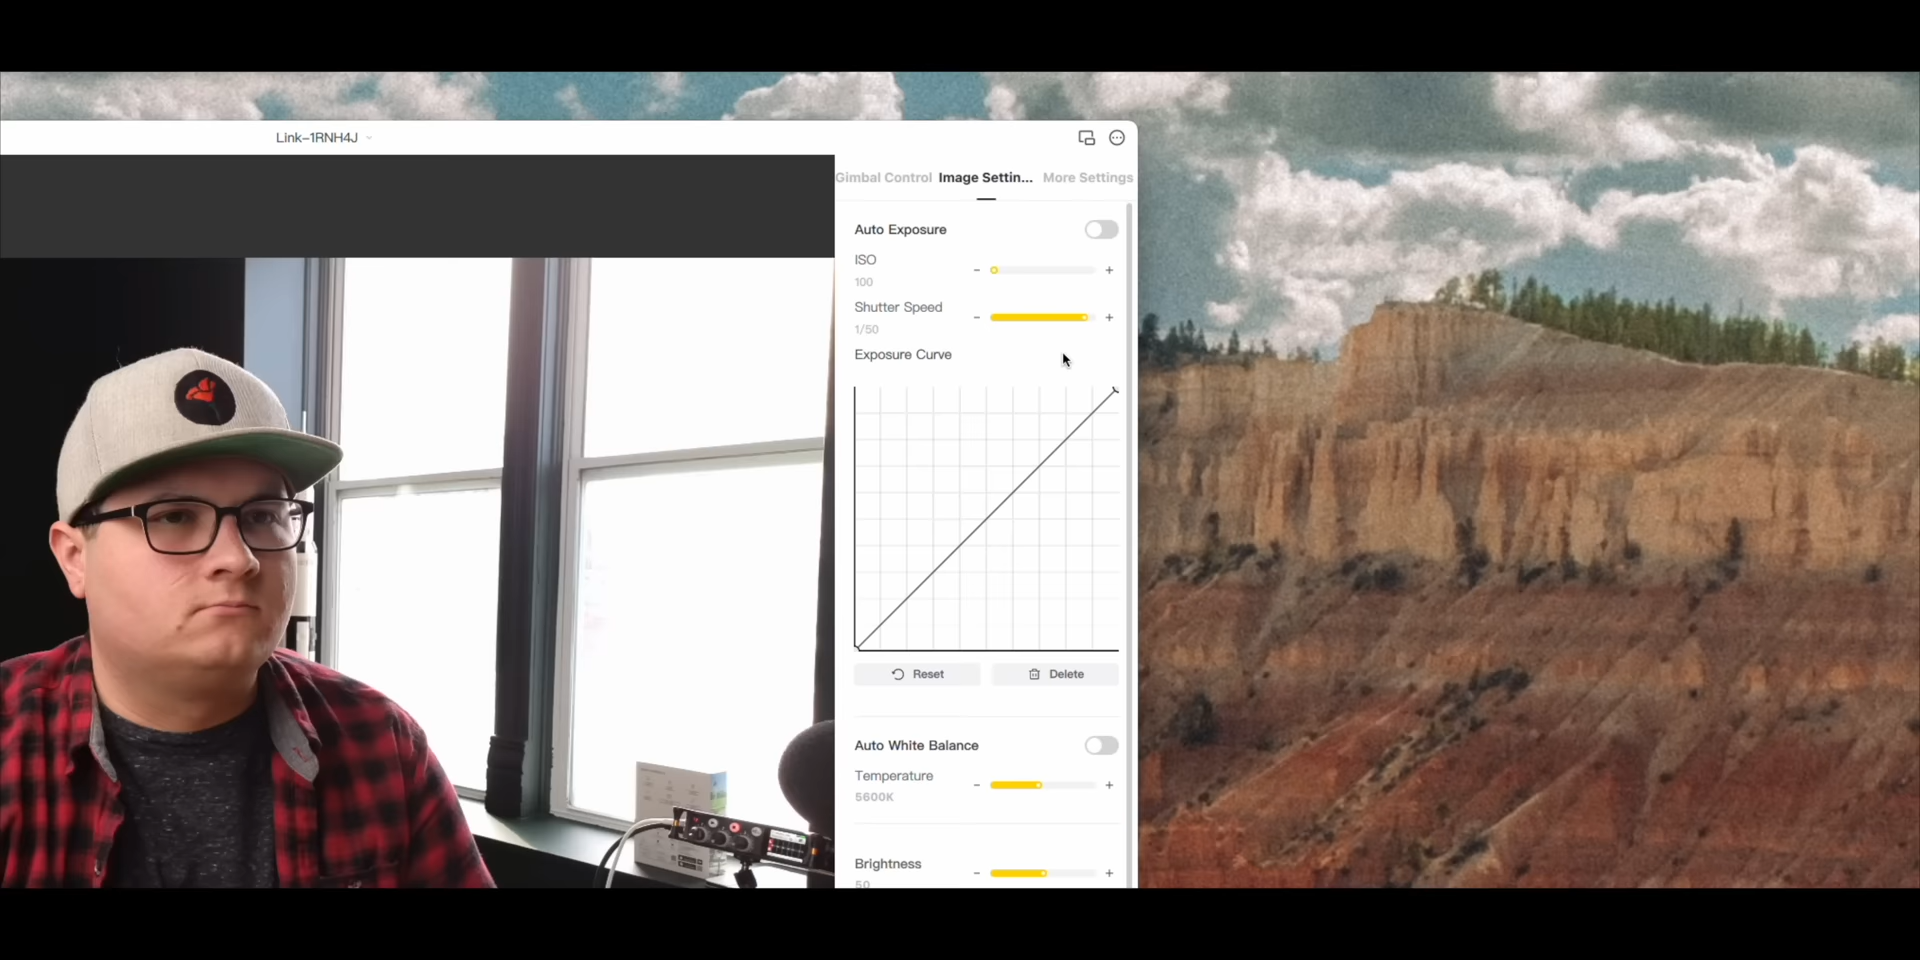 Link-1RNH4J
Gimbal Control Image Settin... More Settings
Auto Exposure
ISO
100
Shutter Speed
1/50
Exposure Curve
Reset Delete
Auto White Balance
Temperature
5600K
Brightness
50